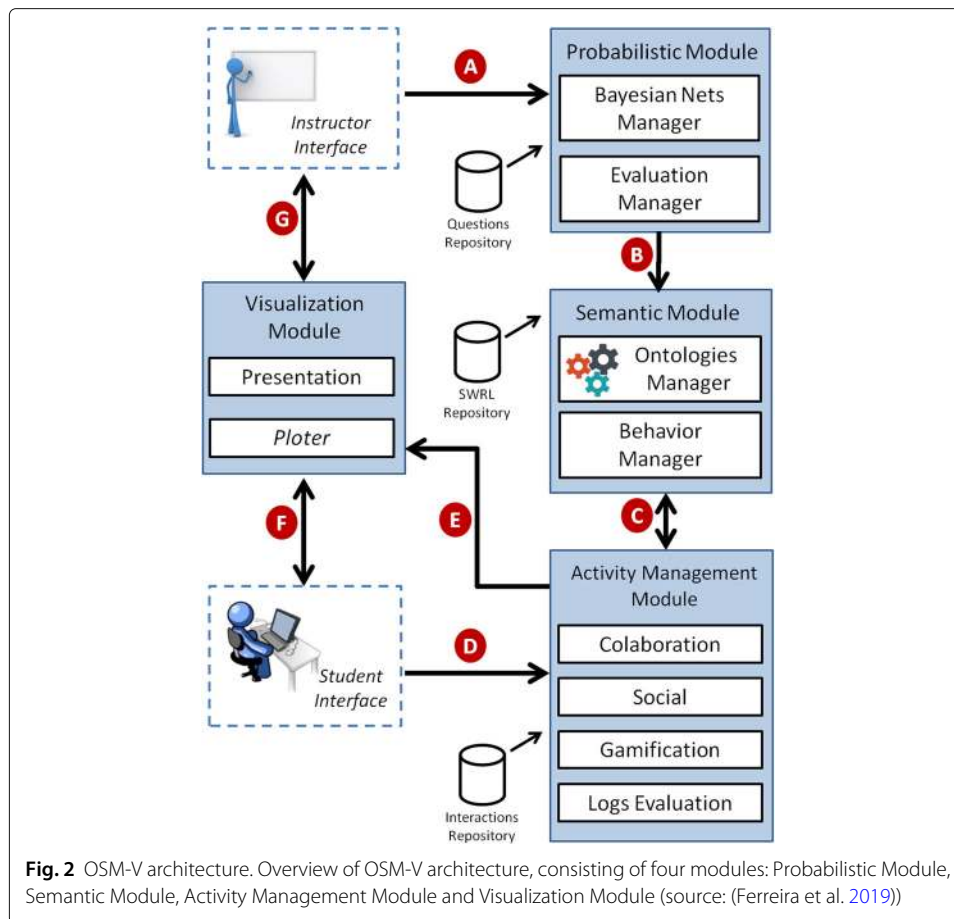 A
Instructor
Interface
Probabilistic Module
Bayesian Nets
Manager
Evaluation
Manager
Questions
Repository
G
B
Visualization
Module
Presentation
Ploter
Semantic Module
Ontologies
Manager
Behavior
Manager
SWRL
Repository
F
E
C
Activity Management
Module
Colaboration
Social
Gamification
Logs Evaluation
D
Student
Interface
Interactions
Repository
Fig. 2 OSM-V architecture. Overview of OSM-V architecture, consisting of four modules: Probabilistic Module,
Semantic Module, Activity Management Module and Visualization Module (source: (Ferreira et al. 2019))